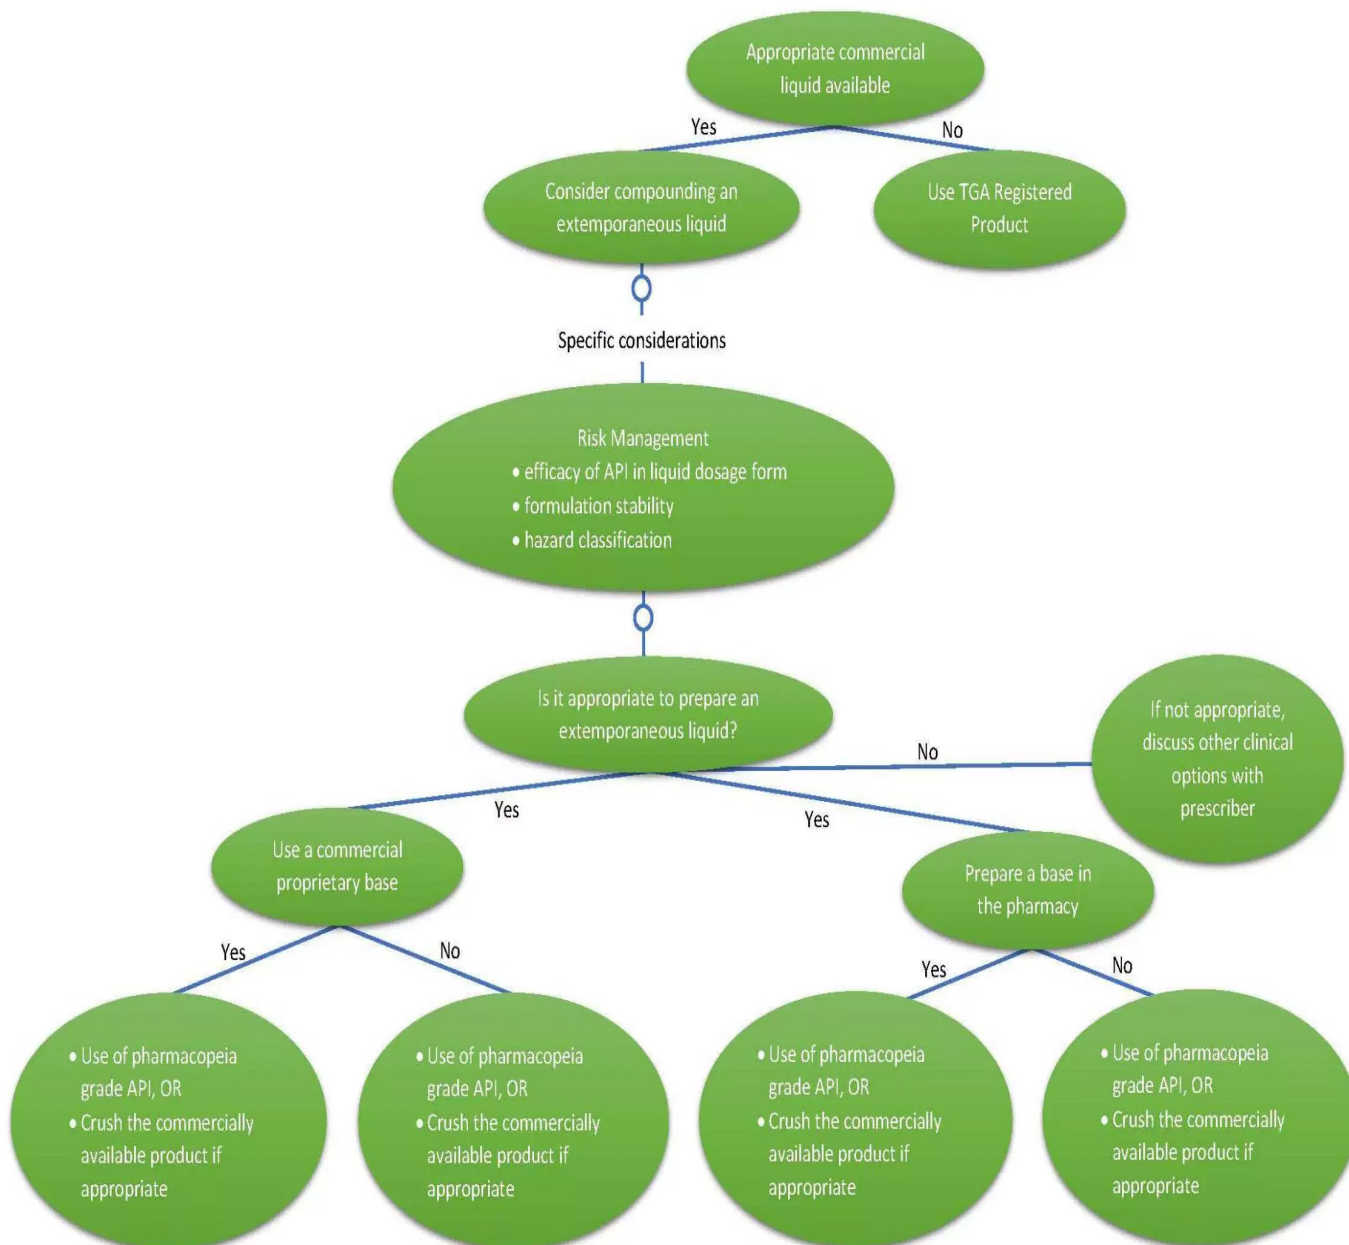 Appropriate commercial
liquid available
Yes
No
Consider compounding an
extemporaneous liquid
Use TGA Registered
Product
Specific considerations
Risk Management
• efficacy of API in liquid dosage form
• formulation stability
• hazard classification
Is it appropriate to prepare an
extemporaneous liquid?
No
If not appropriate,
discuss other clinical
options with
prescriber
Yes
Yes
Use a commercial
proprietary base
Prepare a base in
the pharmacy
Yes
No
Yes
No
• Use of pharmacopeia
grade API, OR
• Crush the commercially
available product if
appropriate
• Use of pharmacopeia
grade API, OR
• Crush the commercially
available product if
appropriate
• Use of pharmacopeia
grade API, OR
• Crush the commercially
available product if
appropriate
• Use of pharmacopeia
grade API, OR
• Crush the commercially
available product if
appropriate